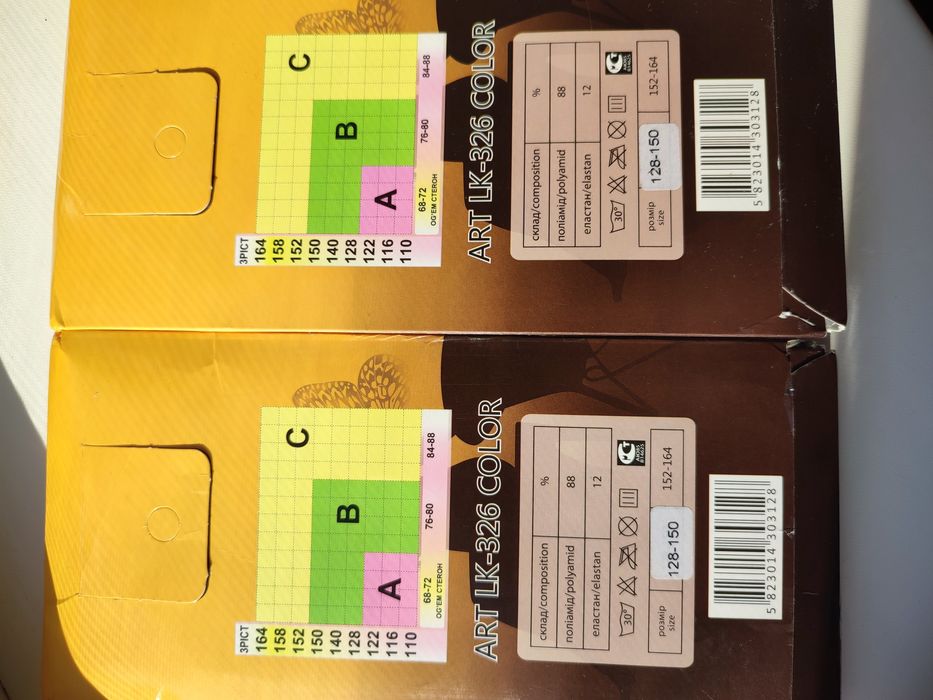 ЗРІСТ
164
158
152
150
140
128
122
116
110
C
B
A
68-72
76-80
84-88
ОG'ЕМ СТЕГОН
ART LK-326 COLOR
склад/composition %
поліамід/polyamid 88
еластан/elastan 12
30°
розмір
size
128-150
152-164
5 823014 303128
ЗРІСТ
164
158
152
150
140
128
122
116
110
C
B
A
68-72
76-80
84-88
ОG'ЕМ СТЕГОН
ART LK-326 COLOR
склад/composition %
поліамід/polyamid 88
еластан/elastan 12
30°
розмір
size
128-150
152-164
5 823014 303128